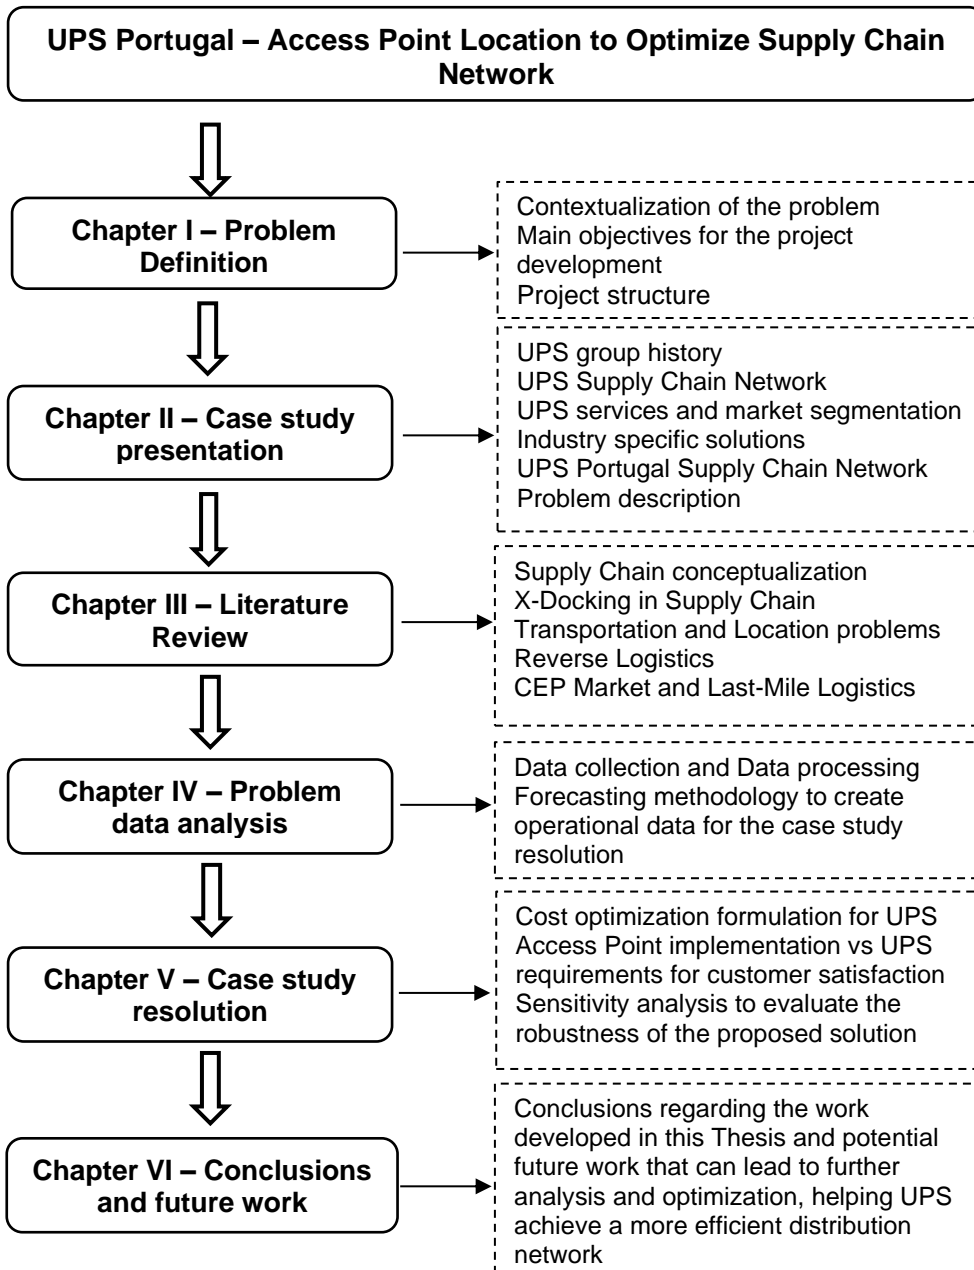 UPS Portugal – Access Point Location to Optimize Supply Chain
Network
Chapter I – Problem
Definition
Contextualization of the problem
Main objectives for the project
development
Project structure
Chapter II – Case study
presentation
UPS group history
UPS Supply Chain Network
UPS services and market segmentation
Industry specific solutions
UPS Portugal Supply Chain Network
Problem description
Chapter III – Literature
Review
Supply Chain conceptualization
X-Docking in Supply Chain
Transportation and Location problems
Reverse Logistics
CEP Market and Last-Mile Logistics
Chapter IV – Problem
data analysis
Data collection and Data processing
Forecasting methodology to create
operational data for the case study
resolution
Chapter V – Case study
resolution
Cost optimization formulation for UPS
Access Point implementation vs UPS
requirements for customer satisfaction
Sensitivity analysis to evaluate the
robustness of the proposed solution
Chapter VI – Conclusions
and future work
Conclusions regarding the work
developed in this Thesis and potential
future work that can lead to further
analysis and optimization, helping UPS
achieve a more efficient distribution
network